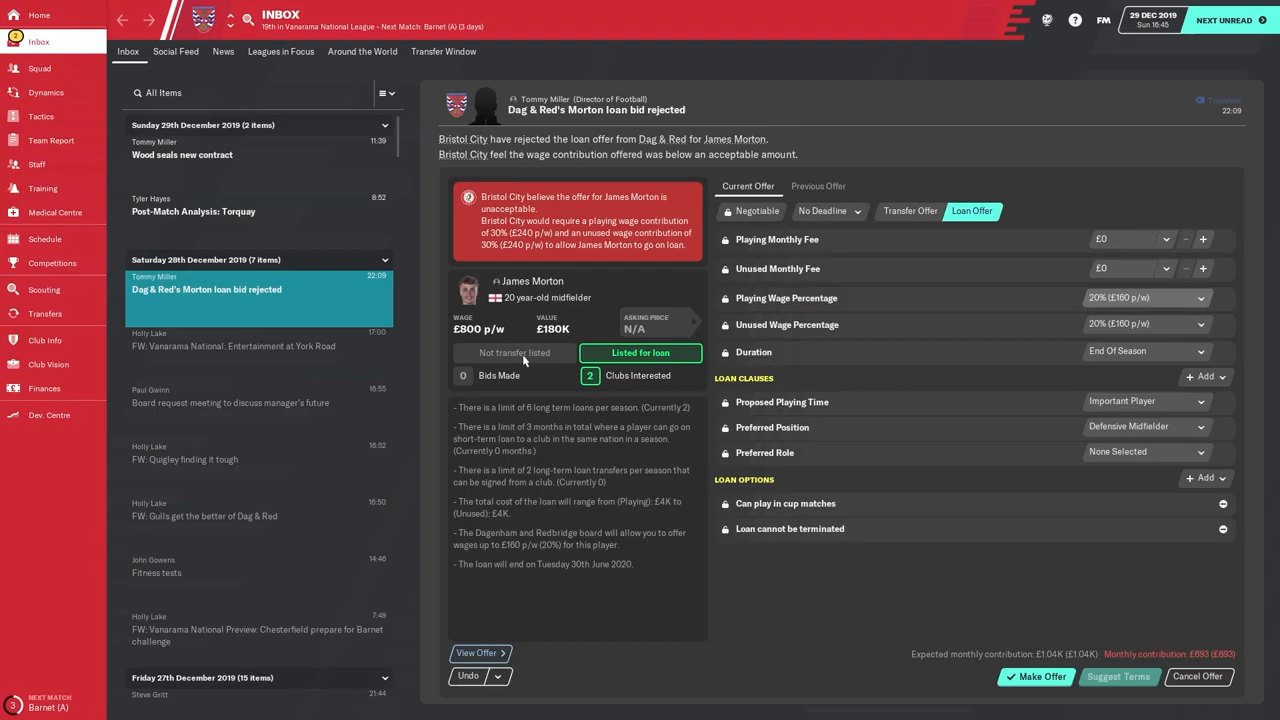 Home
2
Inbox
Squad
Dynamics
Tactics
Team Report
Staff
Training
Medical Centre
Schedule
Competitions
Scouting
Transfers
Club Info
Club Vision
Finances
Dev. Centre
3
NEXT MATCH
Barnet (A)
INBOX
19th in Vanarama National League - Next Match: Barnet (A) (3 days)
?
FM
29 DEC 2019
Sun 16:45
NEXT UNREAD
Inbox
Social Feed
News
Leagues in Focus
Around the World
Transfer Window
All Items
Sunday 29th December 2019 (2 items)
Tommy Miller 11:39
Wood seals new contract
Tyler Hayes 8:52
Post-Match Analysis: Torquay
Saturday 28th December 2019 (7 items)
Tommy Miller 22:09
Dag & Red's Morton loan bid rejected
Holly Lake 17:00
FW: Vanarama National: Entertainment at York Road
Paul Gwinn 16:55
Board request meeting to discuss manager's future
Holly Lake 16:52
FW: Quigley finding it tough
Holly Lake 16:50
FW: Gulls get the better of Dag & Red
John Gowens 14:46
Fitness tests
Holly Lake 7:49
FW: Vanarama National Preview: Chesterfield prepare for Barnet
challenge
Friday 27th December 2019 (15 items)
Steve Gritt 21:44
Tommy Miller (Director of Football)
Dag & Red's Morton loan bid rejected
Transfers
22:09
Bristol City have rejected the loan offer from Dag & Red for James Morton.
Bristol City feel the wage contribution offered was below an acceptable amount.
Bristol City believe the offer for James Morton is
unacceptable.
Bristol City would require a playing wage contribution
of 30% (£240 p/w) and an unused wage contribution of
30% (£240 p/w) to allow James Morton to go on loan.
James Morton
20 year-old midfielder
WAGE
£800 p/w
VALUE
£180K
ASKING PRICE
N/A
Not transfer listed
Listed for loan
0 Bids Made
2 Clubs Interested
- There is a limit of 6 long term loans per season. (Currently 2)
- There is a limit of 3 months in total where a player can go on
short-term loan to a club in the same nation in a season.
(Currently 0 months )
- There is a limit of 2 long-term loan transfers per season that
can be signed from a club. (Currently 0)
- The total cost of the loan will range from (Playing): £4K to
(Unused): £4K.
- The Dagenham and Redbridge board will allow you to offer
wages up to £160 p/w (20%) for this player.
- The loan will end on Tuesday 30th June 2020.
View Offer
Undo
Current Offer
Previous Offer
Negotiable
No Deadline
Transfer Offer
Loan Offer
Playing Monthly Fee £0 - +
Unused Monthly Fee £0 - +
Playing Wage Percentage 20% (£160 p/w)
Unused Wage Percentage 20% (£160 p/w)
Duration End Of Season
LOAN CLAUSES + Add
Proposed Playing Time Important Player
Preferred Position Defensive Midfielder
Preferred Role None Selected
LOAN OPTIONS + Add
Can play in cup matches
Loan cannot be terminated
Expected monthly contribution: £1.04K (£1.04K) Monthly contribution: £693 (£693)
Make Offer
Suggest Terms
Cancel Offer